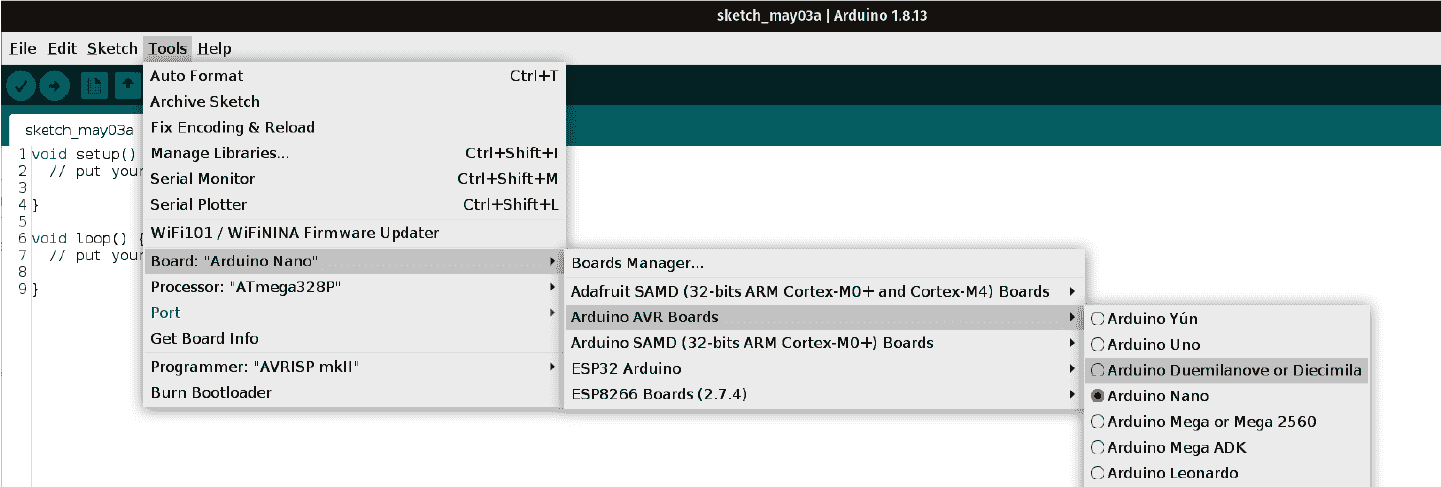 sketch_may03a | Arduino 1.8.13
File Edit Sketch Tools Help
sketch_may03a
1 void setup()
2 // put your
3
4 }
5
6 void loop() {
7 // put your
8
9 }
Auto Format Ctrl+T
Archive Sketch
Fix Encoding & Reload
Manage Libraries... Ctrl+Shift+I
Serial Monitor Ctrl+Shift+M
Serial Plotter Ctrl+Shift+L
WiFi101 / WiFiNINA Firmware Updater
Board: "Arduino Nano"
Processor: "ATmega328P"
Port
Get Board Info
Programmer: "AVRISP mkII"
Burn Bootloader
Boards Manager...
Adafruit SAMD (32-bits ARM Cortex-M0+ and Cortex-M4) Boards
Arduino AVR Boards
Arduino SAMD (32-bits ARM Cortex-M0+) Boards
ESP32 Arduino
ESP8266 Boards (2.7.4)
Arduino Yún
Arduino Uno
Arduino Duemilanove or Diecimila
Arduino Nano
Arduino Mega or Mega 2560
Arduino Mega ADK
Arduino Leonardo